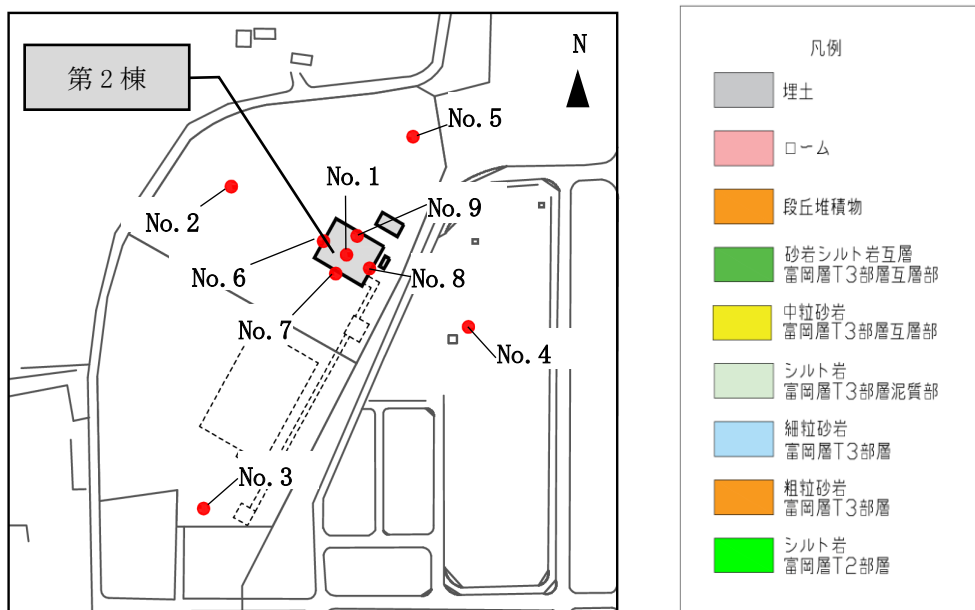 第2棟
N
No.5
No.1
No.2
No.9
No.6
No.8
No.7
No.4
No.3
凡例
埋土
ローム
段丘堆積物
砂岩シルト岩互層
富岡層T3部層互層部
中粒砂岩
富岡層T3部層互層部
シルト岩
富岡層T3部層泥質部
細粒砂岩
富岡層T3部層
粗粒砂岩
富岡層T3部層
シルト岩
富岡層T2部層